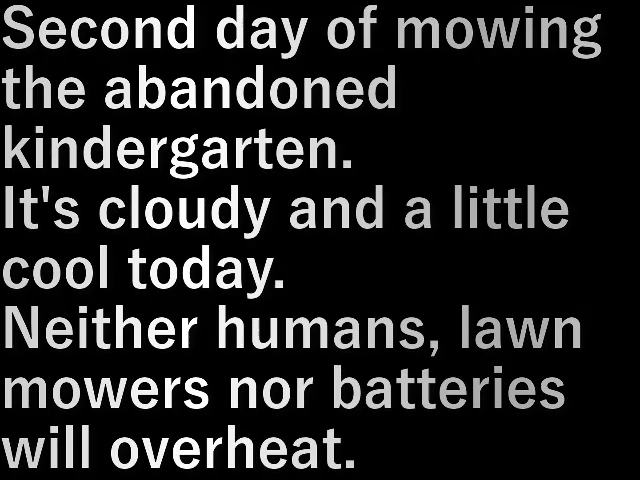 Second day of mowing
the abandoned
kindergarten.
It's cloudy and a little
cool today.
Neither humans, lawn
mowers nor batteries
will overheat.